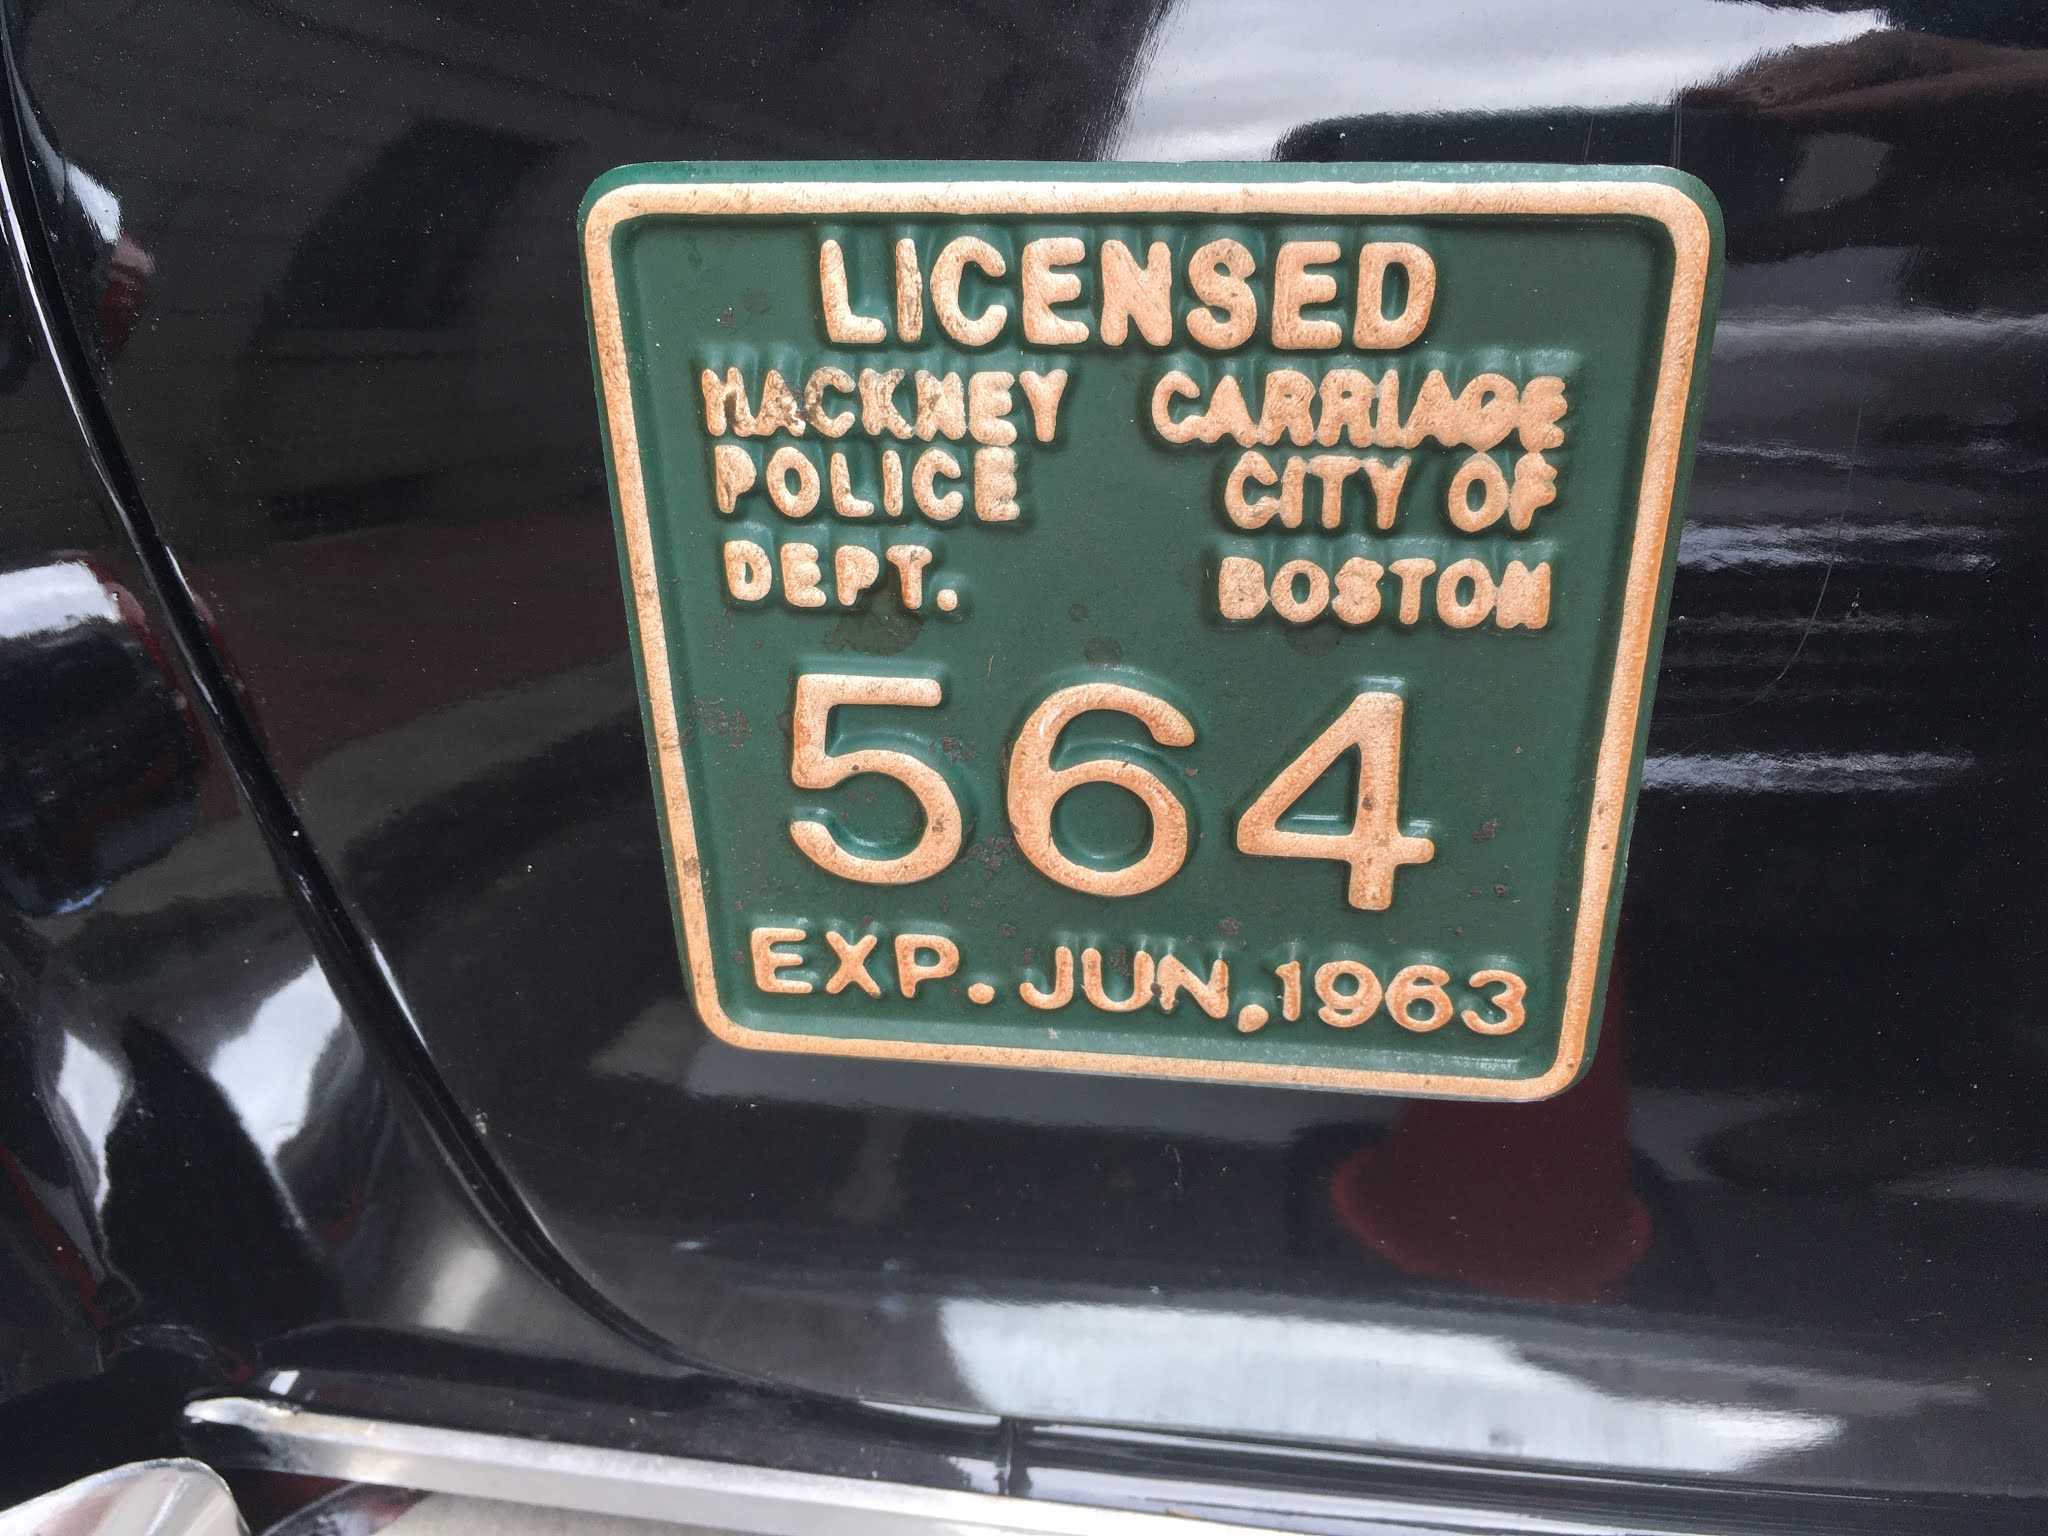 LICENSED
HACKNEY CARRIAGE
POLICE CITY OF
DEPT. BOSTON
564
EXP. JUN, 1963